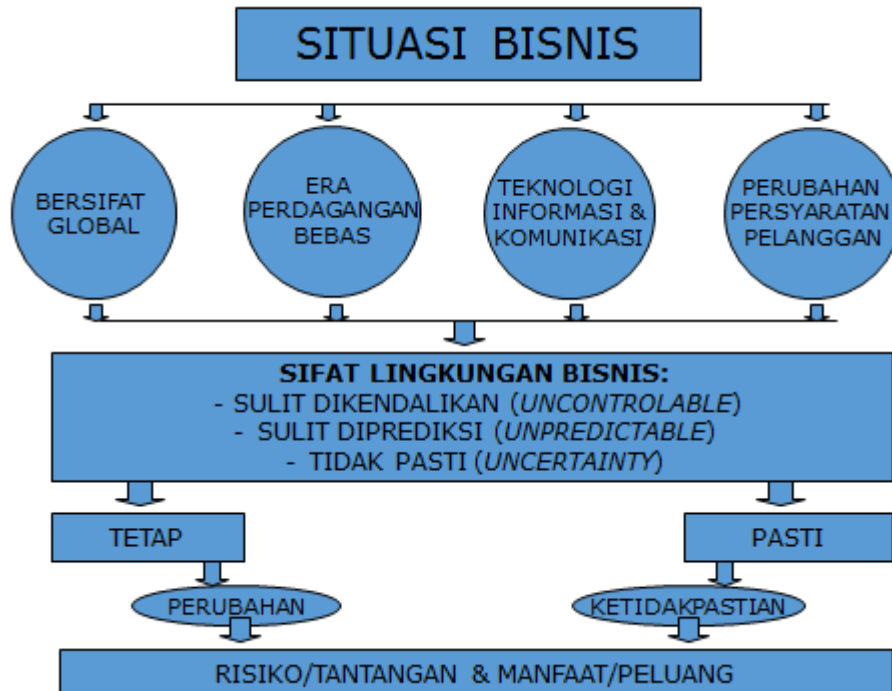 SITUASI BISNIS
BERSIFAT
GLOBAL
ERA
PERDAGANGAN
BEBAS
TEKNOLOGI
INFORMASI &
KOMUNIKASI
PERUBAHAN
PERSYARATAN
PELANGGAN
SIFAT LINGKUNGAN BISNIS:
- SULIT DIKENDALIKAN (UNCONTROLABLE)
- SULIT DIPREDIKSI (UNPREDICTABLE)
- TIDAK PASTI (UNCERTAINTY)
TETAP
PASTI
PERUBAHAN
KETIDAKPASTIAN
RISIKO/TANTANGAN & MANFAAT/PELUANG